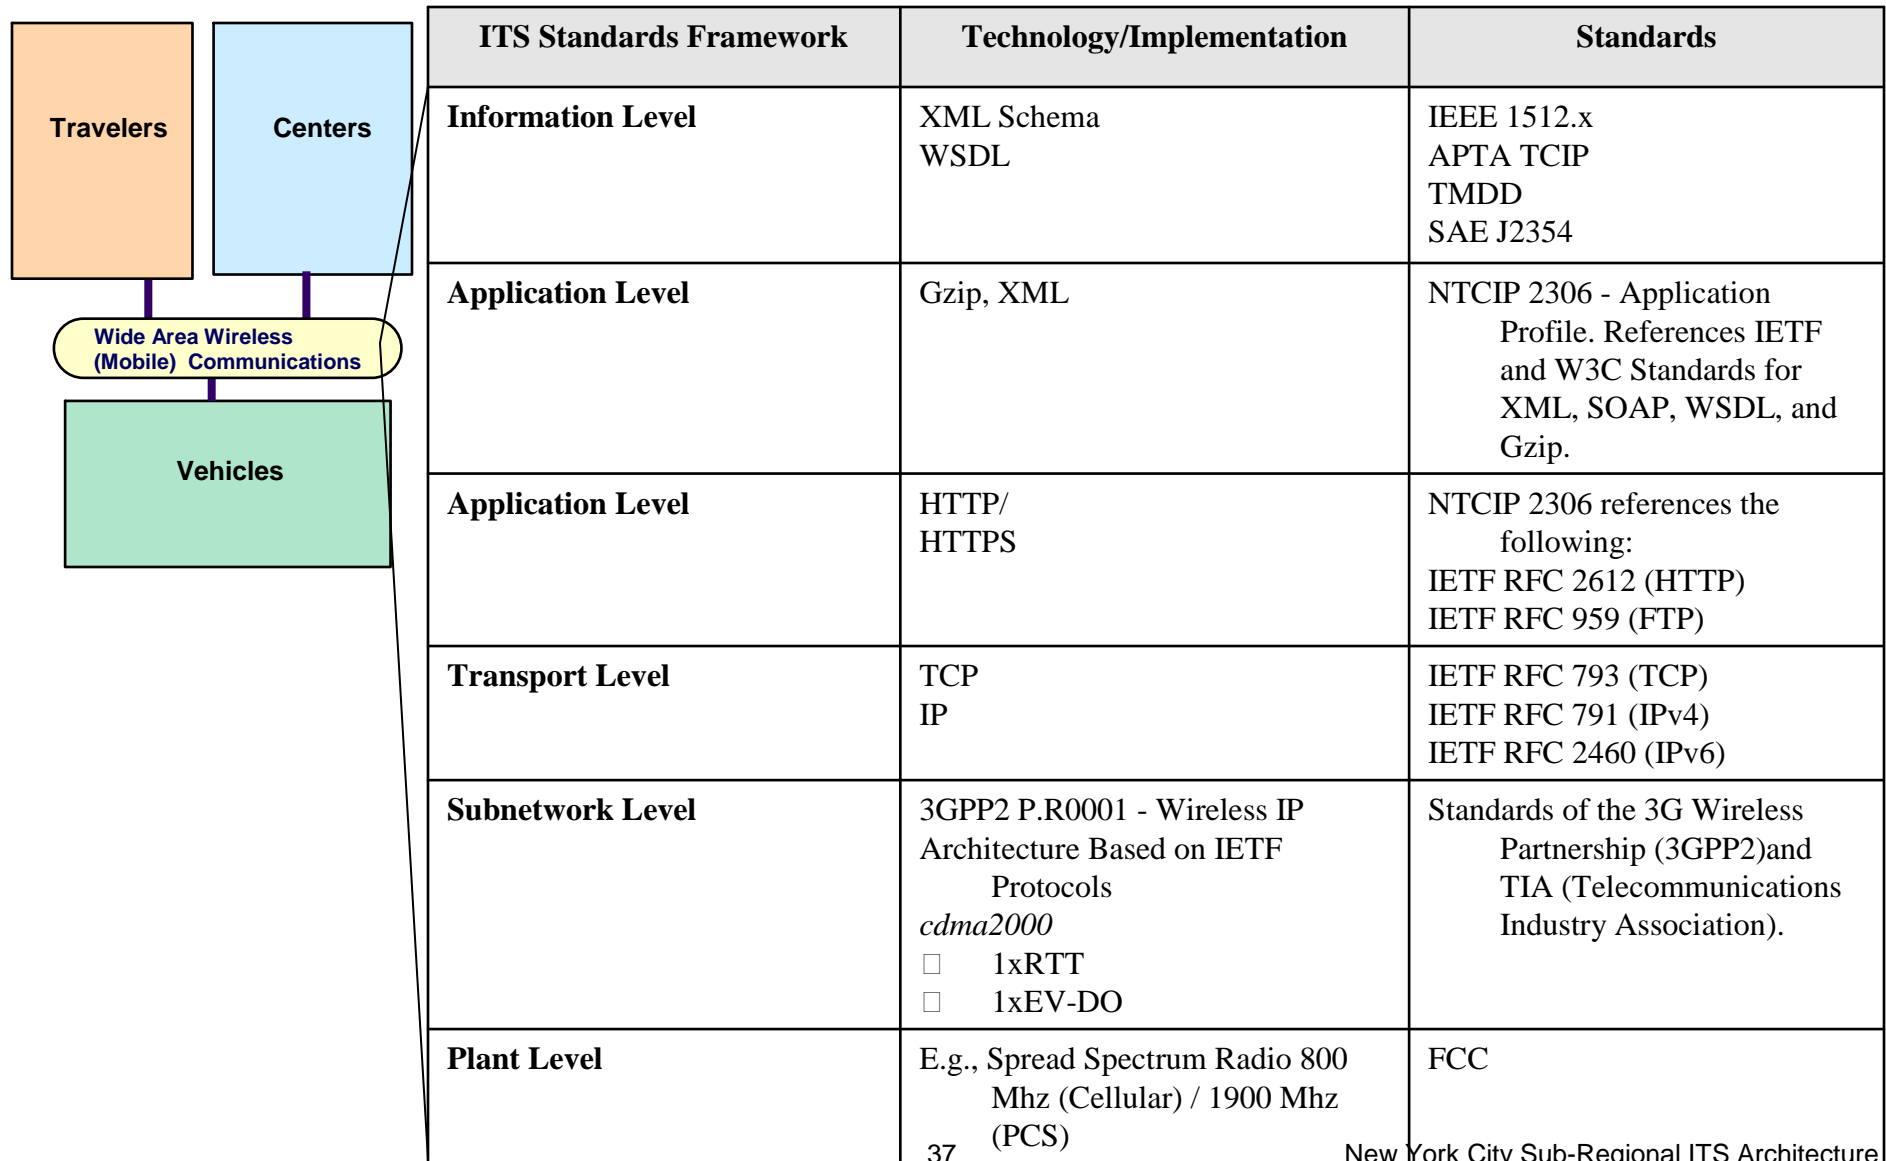 Travelers
Centers
Wide Area Wireless
(Mobile) Communications
Vehicles
ITS Standards Framework
Technology/Implementation
Standards
Information Level
XML Schema
WSDL
IEEE 1512.x
APTA TCIP
TMDD
SAE J2354
Application Level
Gzip, XML
NTCIP 2306 - Application
Profile. References IETF
and W3C Standards for
XML, SOAP, WSDL, and
Gzip.
Application Level
HTTP/
HTTPS
NTCIP 2306 references the
following:
IETF RFC 2612 (HTTP)
IETF RFC 959 (FTP)
Transport Level
TCP
IP
IETF RFC 793 (TCP)
IETF RFC 791 (IPv4)
IETF RFC 2460 (IPv6)
Subnetwork Level
3GPP2 P.R0001 - Wireless IP
Architecture Based on IETF
Protocols
cdma2000
1xRTT
1xEV-DO
Standards of the 3G Wireless
Partnership (3GPP2)and
TIA (Telecommunications
Industry Association).
Plant Level
E.g., Spread Spectrum Radio 800
Mhz (Cellular) / 1900 Mhz
(PCS)
FCC
37
New York City Sub-Regional ITS Architecture